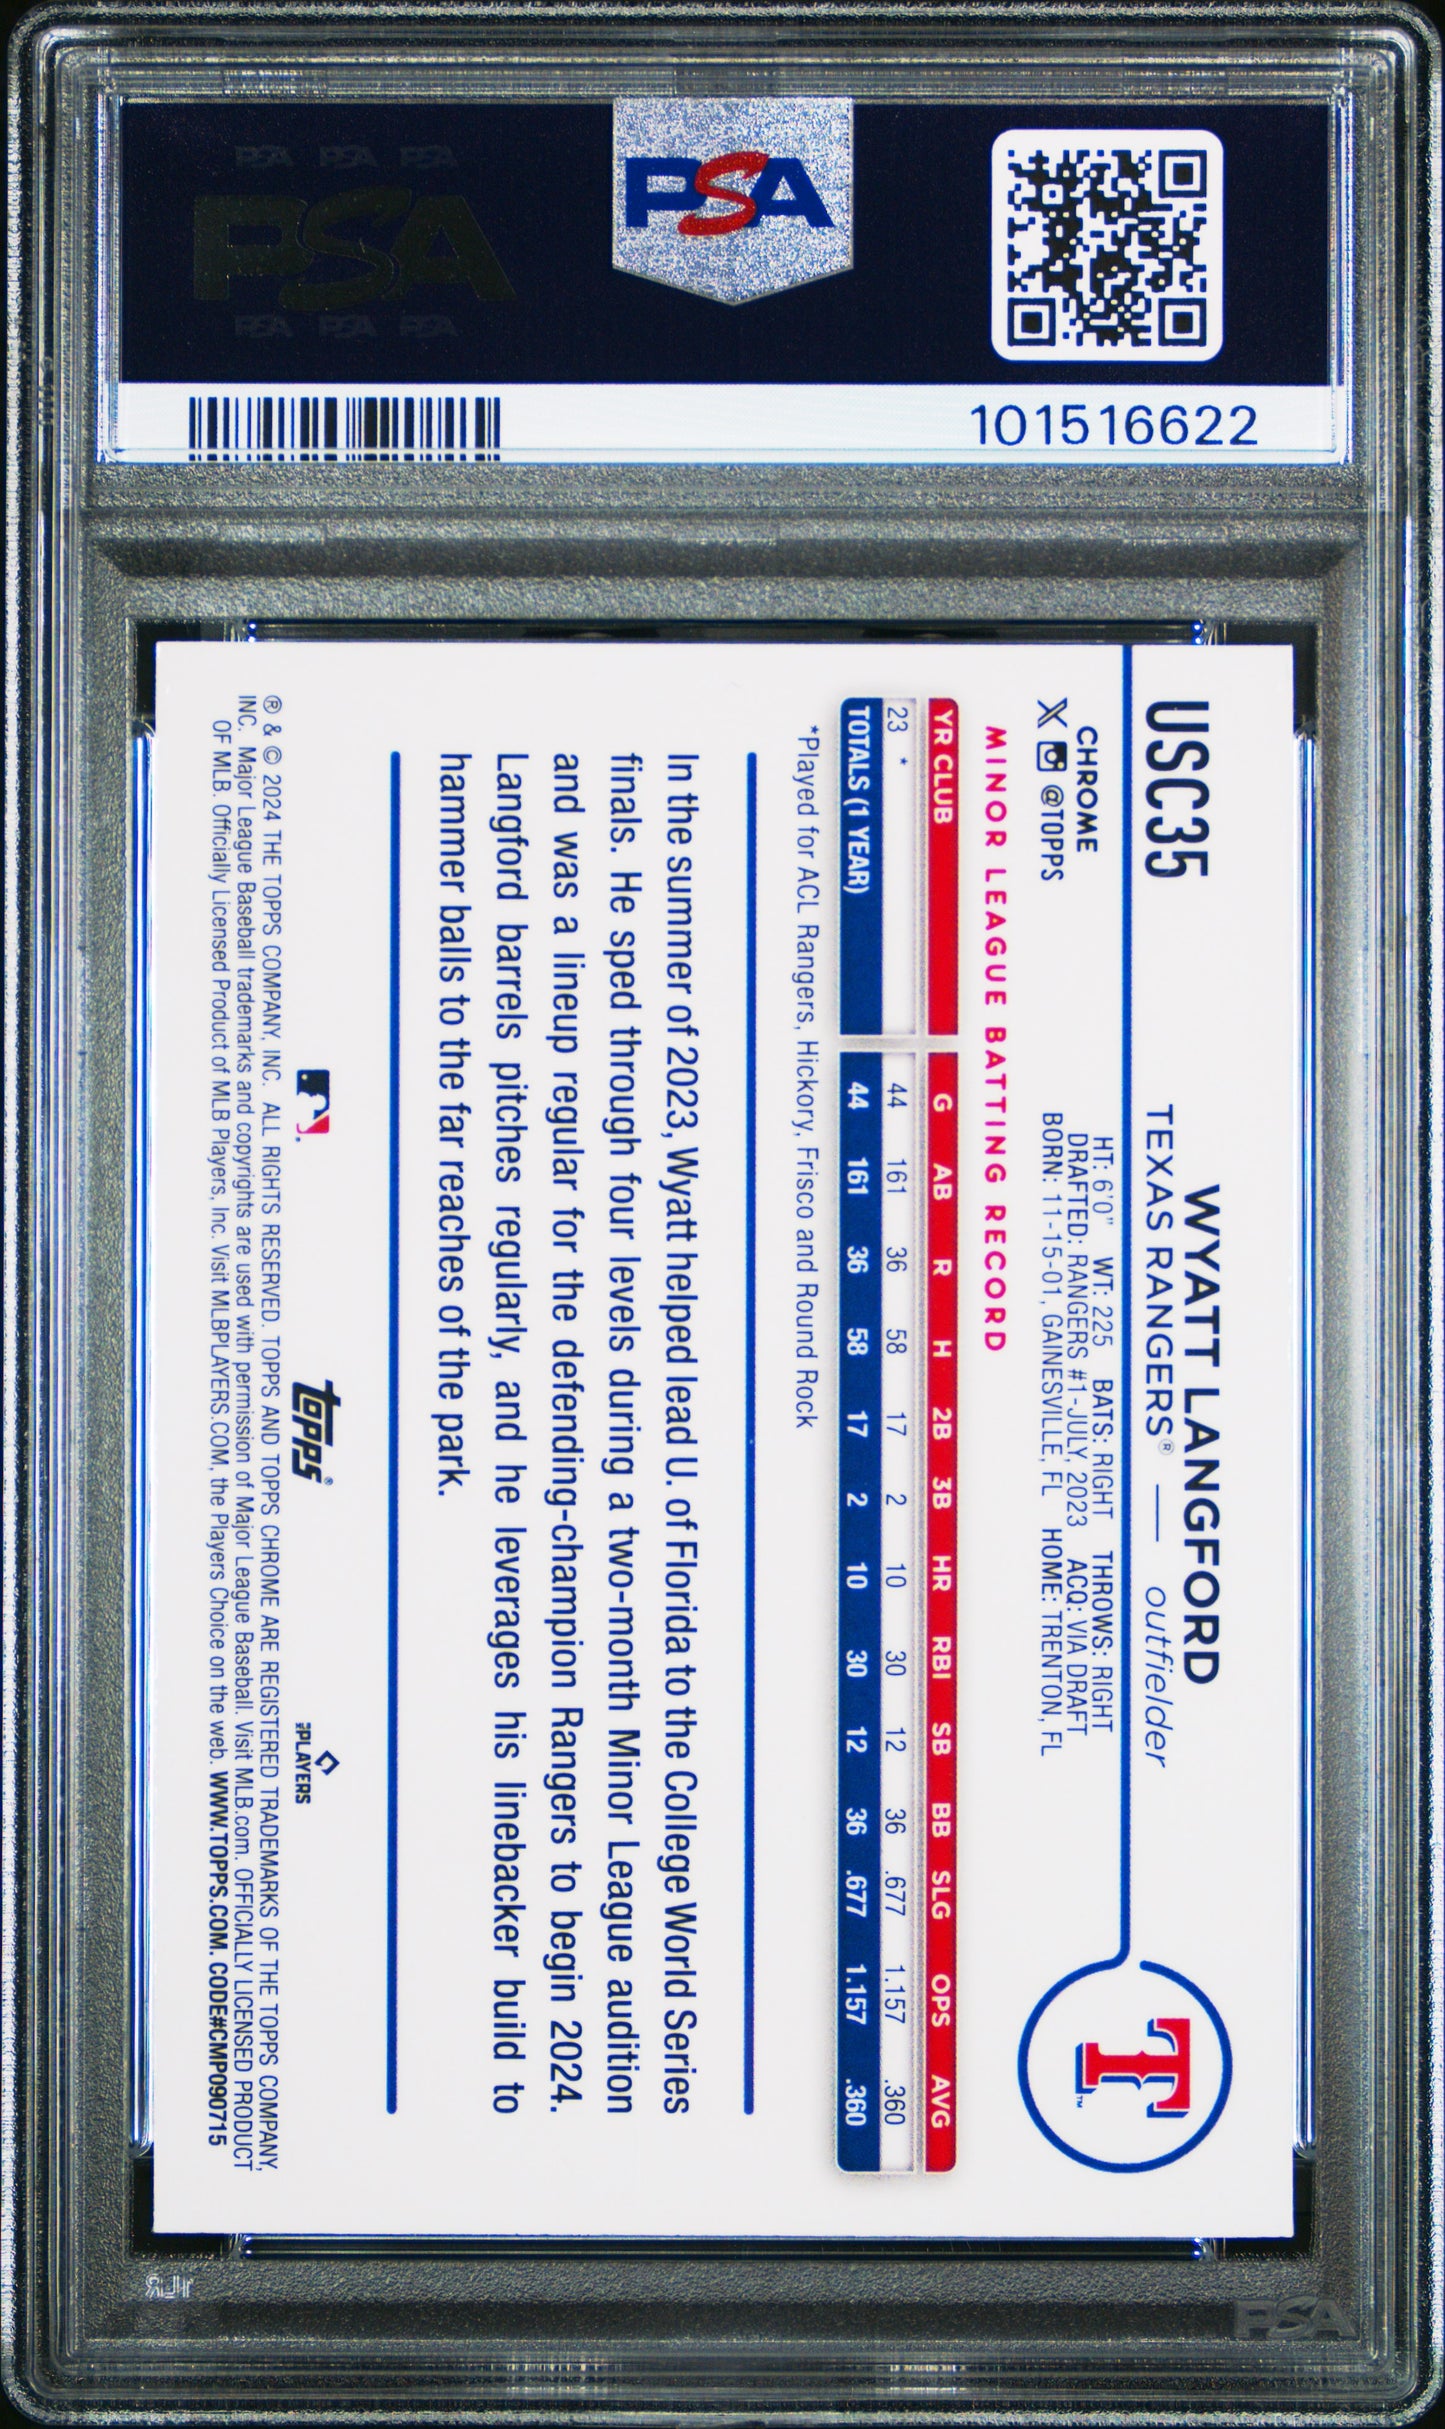 PSA PSA PSA
PSA
PSA PSA PSA
PSA
101516622
USC35
WYATT LANGFORD
TEXAS RANGERS® — outfielder
CHROME
X @TOPPS
HT: 6'0" WT: 225 BATS: RIGHT THROWS: RIGHT
DRAFTED: RANGERS #1-JULY, 2023 ACQ: VIA DRAFT
BORN: 11-15-01, GAINESVILLE, FL HOME: TRENTON, FL
T™
MINOR LEAGUE BATTING RECORD
YR CLUB G AB R H 2B 3B HR RBI SB BB SLG OPS AVG
23 * 44 161 36 58 17 2 10 30 12 36 .677 1.157 .360
TOTALS (1 YEAR) 44 161 36 58 17 2 10 30 12 36 .677 1.157 .360
*Played for ACL Rangers, Hickory, Frisco and Round Rock
In the summer of 2023, Wyatt helped lead U. of Florida to the College World Series
finals. He sped through four levels during a two-month Minor League audition
and was a lineup regular for the defending-champion Rangers to begin 2024.
Langford barrels pitches regularly, and he leverages his linebacker build to
hammer balls to the far reaches of the park.
topps®
PLAYERS
® & © 2024 THE TOPPS COMPANY, INC. ALL RIGHTS RESERVED. TOPPS AND TOPPS CHROME ARE REGISTERED TRADEMARKS OF THE TOPPS COMPANY,
INC. Major League Baseball trademarks and copyrights are used with permission of Major League Baseball. Visit MLB.com. OFFICIALLY LICENSED PRODUCT
OF MLB. Officially Licensed Product of MLB Players, Inc. Visit MLBPLAYERS.COM, the Players Choice on the web. WWW.TOPPS.COM. CODE#CMP090715
PSA